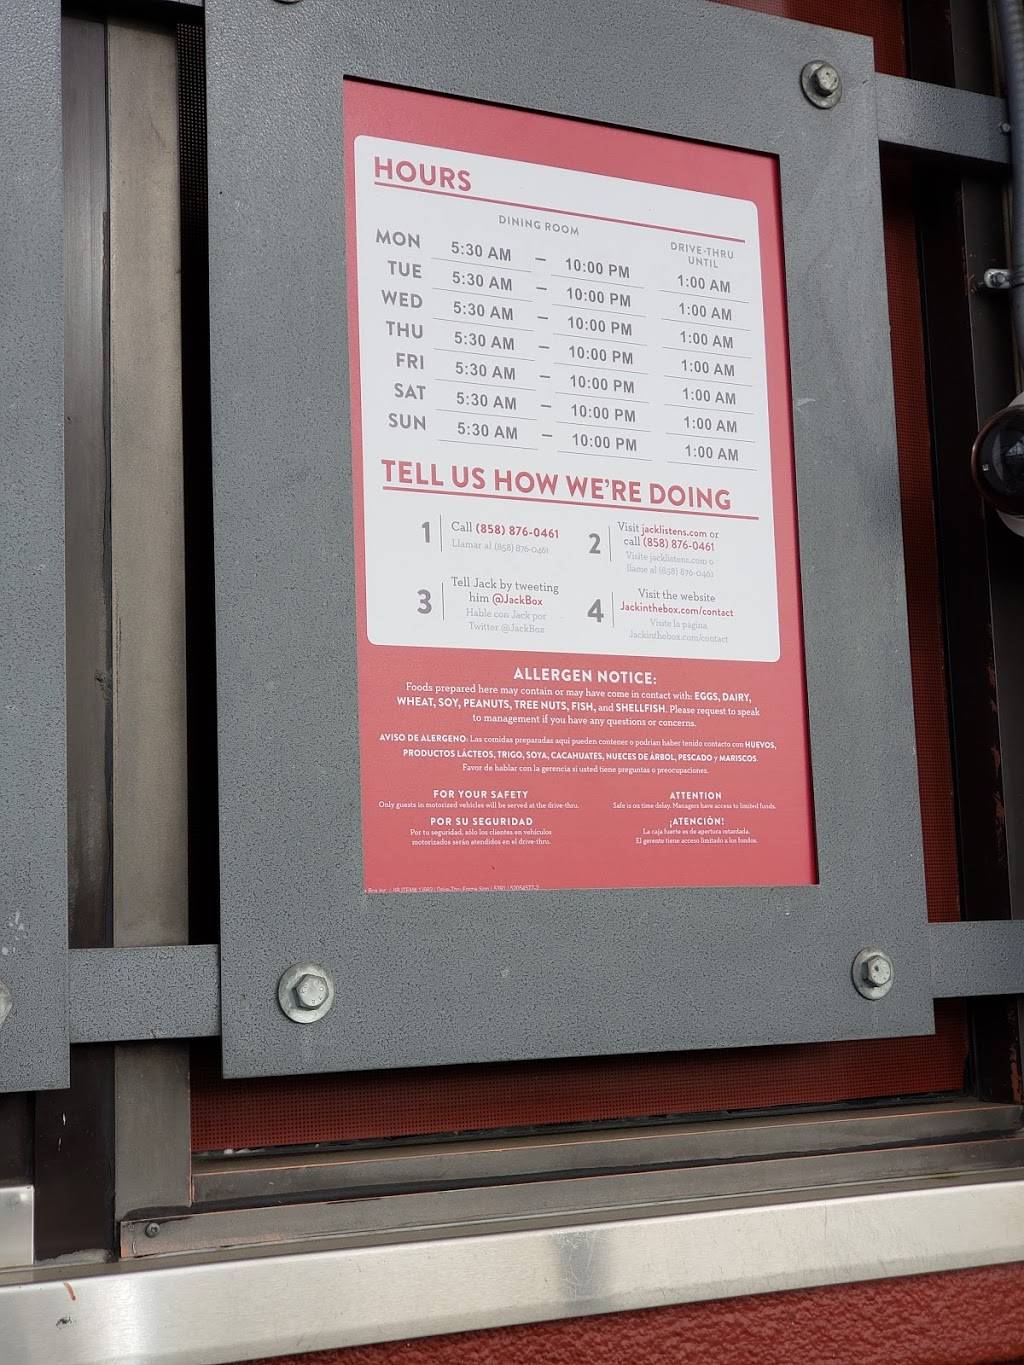 HOURS
DINING ROOM
DRIVE-THRU
UNTIL
MON 5:30 AM – 10:00 PM 1:00 AM
TUE 5:30 AM – 10:00 PM 1:00 AM
WED 5:30 AM – 10:00 PM 1:00 AM
THU 5:30 AM – 10:00 PM 1:00 AM
FRI 5:30 AM – 10:00 PM 1:00 AM
SAT 5:30 AM – 10:00 PM 1:00 AM
SUN 5:30 AM – 10:00 PM 1:00 AM
TELL US HOW WE'RE DOING
1
Call (858) 876-0461
Llamar al (858) 876-0461
2
Visit jacklistens.com or
call (858) 876-0461
Visite jacklistens.com o
llame al (858) 876-0461
3
Tell Jack by tweeting
him @JackBox
Hable con Jack por
Twitter @JackBox
4
Visit the website
Jackinthebox.com/contact
Visite la pagina
Jackinthebox.com/contact
ALLERGEN NOTICE:
Foods prepared here may contain or may have come in contact with: EGGS, DAIRY,
WHEAT, SOY, PEANUTS, TREE NUTS, FISH, and SHELLFISH. Please request to speak
to management if you have any questions or concerns.
AVISO DE ALERGENO: Las comidas preparadas aquí pueden contener o podrían haber tenido contacto con HUEVOS,
PRODUCTOS LÁCTEOS, TRIGO, SOYA, CACAHUATES, NUECES DE ÁRBOL, PESCADO y MARISCOS.
Favor de hablar con la gerencia si usted tiene preguntas o preocupaciones.
FOR YOUR SAFETY
Only guests in motorized vehicles will be served at the drive-thru.
POR SU SEGURIDAD
Por tu seguridad, sólo los clientes en vehículos
motorizados serán atendidos en el drive-thru.
ATTENTION
Safe is on time delay. Managers have access to limited funds.
¡ATENCIÓN!
La caja fuerte es de apertura retardada.
El gerente tiene acceso limitado a los fondos.